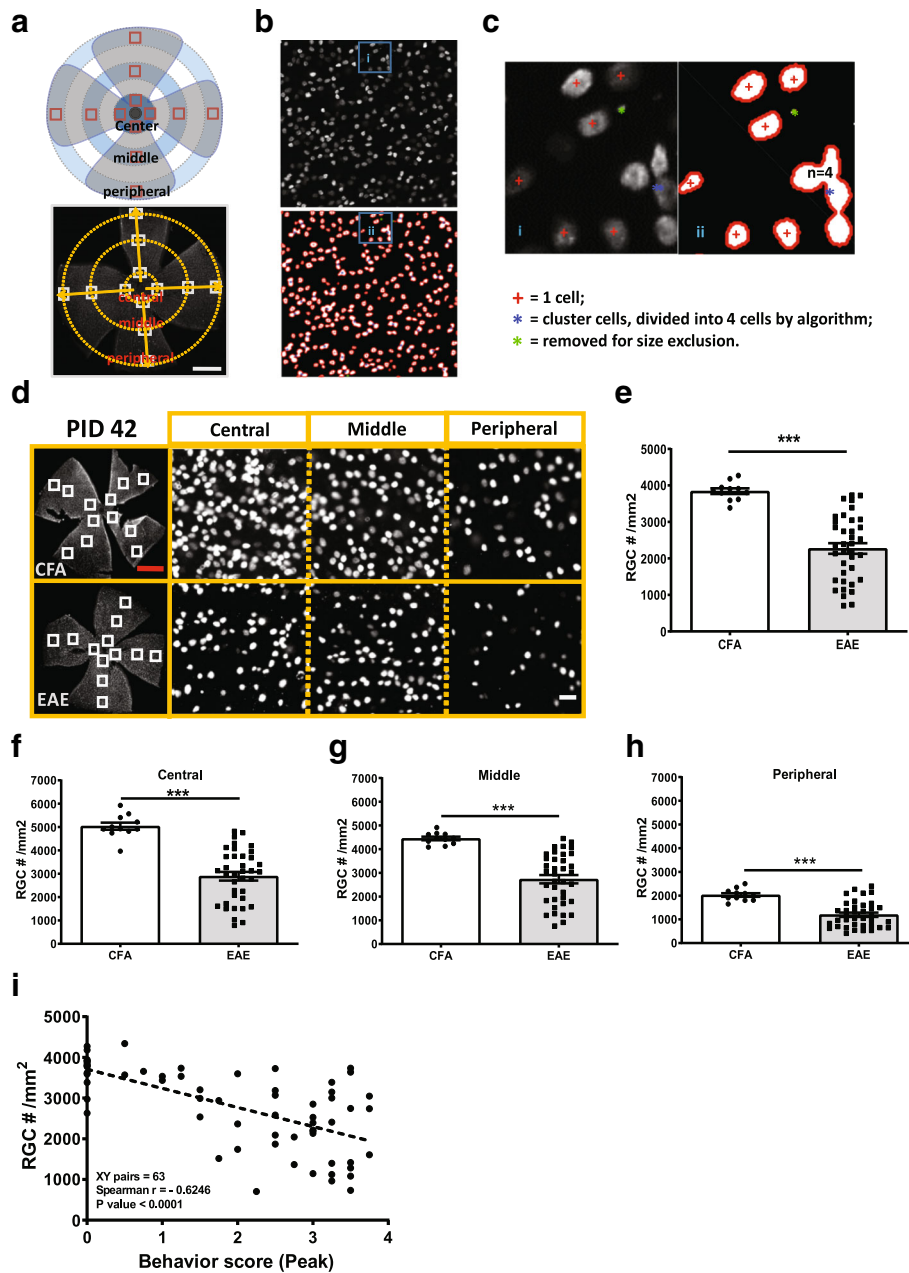 a
Center
middle
peripheral
central
middle
peripheral
b
i
ii
c
i
n=4
ii
+ = 1 cell;
* = cluster cells, divided into 4 cells by algorithm;
* = removed for size exclusion.
d
PID 42
Central
Middle
Peripheral
CFA
EAE
e
5000
4000
3000
2000
1000
0
RGC # /mm2
***
CFA
EAE
f
Central
7000
6000
5000
4000
3000
2000
1000
0
RGC # /mm2
***
CFA
EAE
g
Middle
7000
6000
5000
4000
3000
2000
1000
0
RGC # /mm2
***
CFA
EAE
h
Peripheral
7000
6000
5000
4000
3000
2000
1000
0
RGC # /mm2
***
CFA
EAE
i
5000
4000
3000
2000
1000
0
RGC # /mm²
XY pairs = 63
Spearman r = - 0.6246
P value < 0.0001
0
1
2
3
4
Behavior score (Peak)